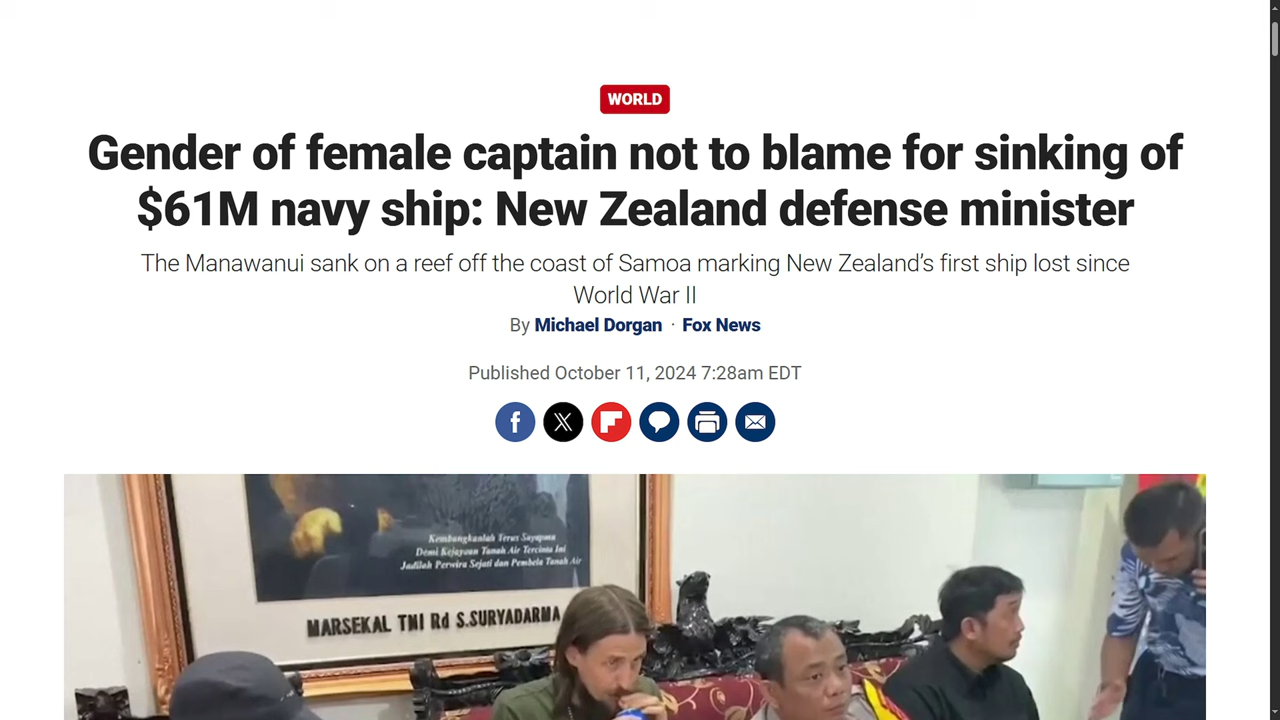 WORLD
Gender of female captain not to blame for sinking of
$61M navy ship: New Zealand defense minister
The Manawanui sank on a reef off the coast of Samoa marking New Zealand’s first ship lost since
World War II
By Michael Dorgan · Fox News
Published October 11, 2024 7:28am EDT
Kembangkanlah Terus Sayapmu
Demi Kejayaan Tanah Air Tercinta Ini
Jadilah Perwira Sejati dan Pembela Tanah Air
MARSEKAL TNI Rd S.SURYADARMA